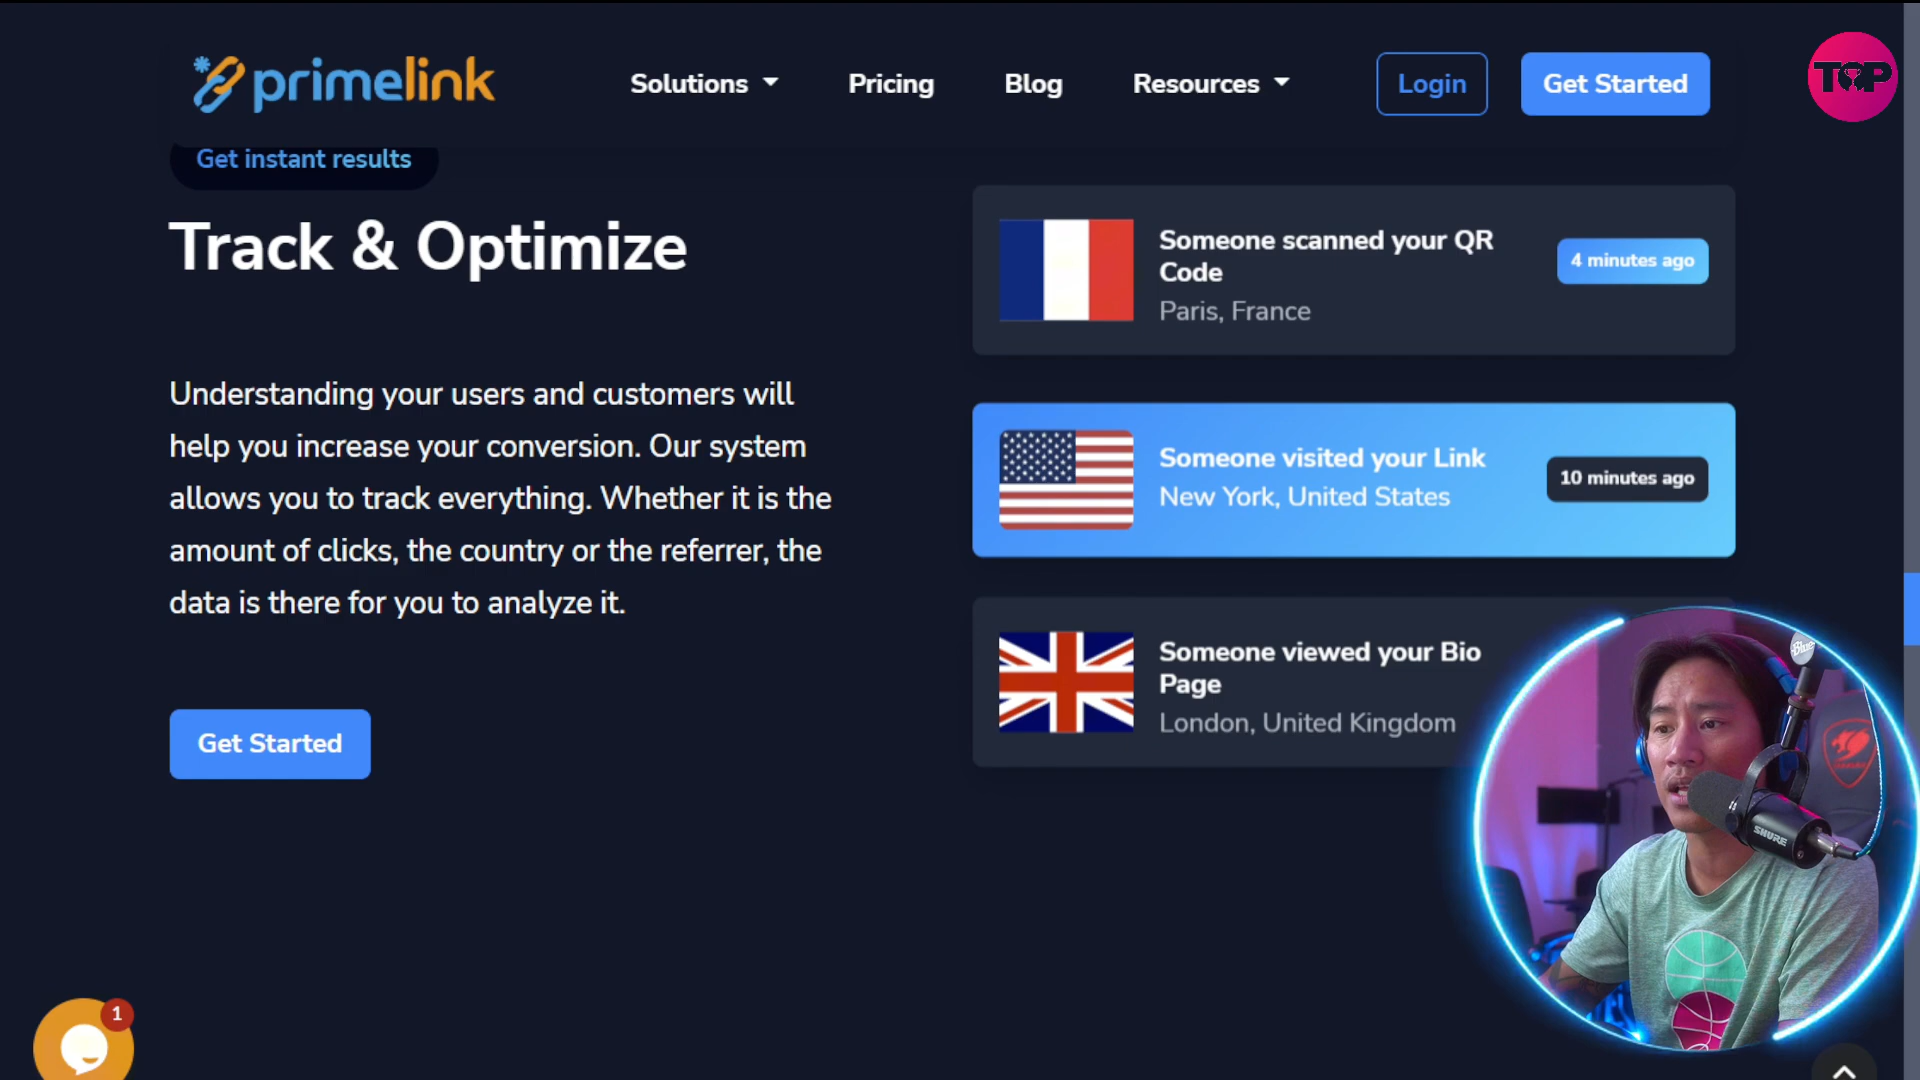 primelink
Solutions
Pricing
Blog
Resources
Login
Get Started
TOP
Get instant results
Track & Optimize
Understanding your users and customers will
help you increase your conversion. Our system
allows you to track everything. Whether it is the
amount of clicks, the country or the referrer, the
data is there for you to analyze it.
Get Started
Someone scanned your QR
Code
Paris, France
4 minutes ago
Someone visited your Link
New York, United States
10 minutes ago
Someone viewed your Bio
Page
London, United Kingdom
Blue
SHURE
1